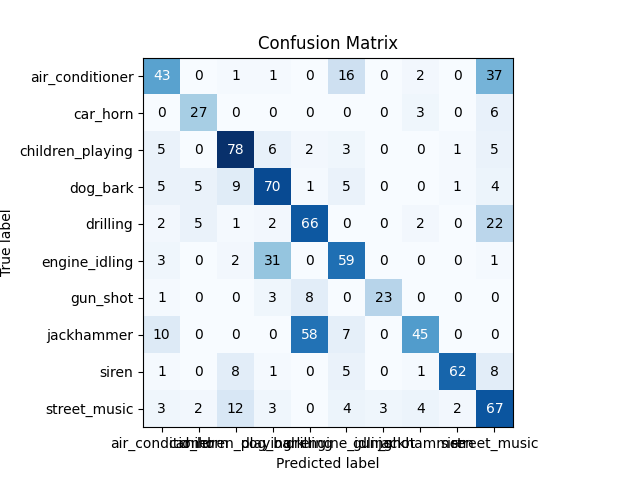 Confusion Matrix
True label
air_conditioner 43 0 1 1 0 16 0 2 0 37
car_horn 0 27 0 0 0 0 0 3 0 6
children_playing 5 0 78 6 2 3 0 0 1 5
dog_bark 5 5 9 70 1 5 0 0 1 4
drilling 2 5 1 2 66 0 0 2 0 22
engine_idling 3 0 2 31 0 59 0 0 0 1
gun_shot 1 0 0 3 8 0 23 0 0 0
jackhammer 10 0 0 0 58 7 0 45 0 0
siren 1 0 8 1 0 5 0 1 62 8
street_music 3 2 12 3 0 4 3 4 2 67
air_conditioner car_horn children_playing dog_bark drilling engine_idling gun_shot jackhammer siren street_music
Predicted label